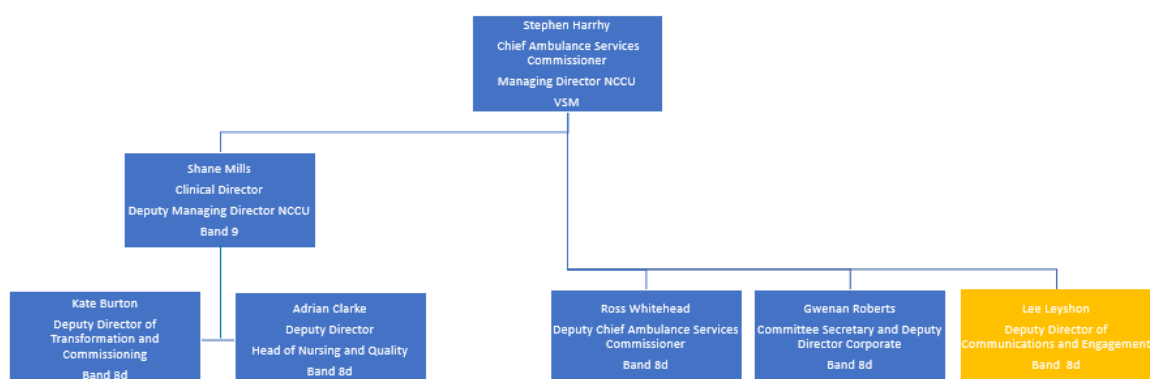 Stephen Harrhy
Chief Ambulance Services
Commissioner
Managing Director NCCU
VSM
Shane Mills
Clinical Director
Deputy Managing Director NCCU
Band 9
Kate Burton
Deputy Director of
Transformation and
Commissioning
Band 8d
Adrian Clarke
Deputy Director
Head of Nursing and Quality
Band 8d
Ross Whitehead
Deputy Chief Ambulance Services
Commissioner
Band 8d
Gwenan Roberts
Committee Secretary and Deputy
Director Corporate
Band 8d
Lee Leyshon
Deputy Director of
Communications and Engagement
Band 8d